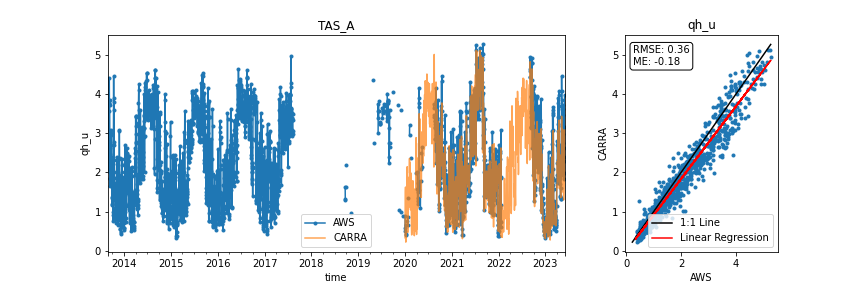 TAS_A
qh_u
5
4
3
2
1
0
qh_u
AWS
CARRA
2014 2015 2016 2017 2018 2019 2020 2021 2022 2023
time
qh_u
RMSE: 0.36
ME: -0.18
5
4
3
2
1
0
CARRA
1:1 Line
Linear Regression
0 2 4
AWS